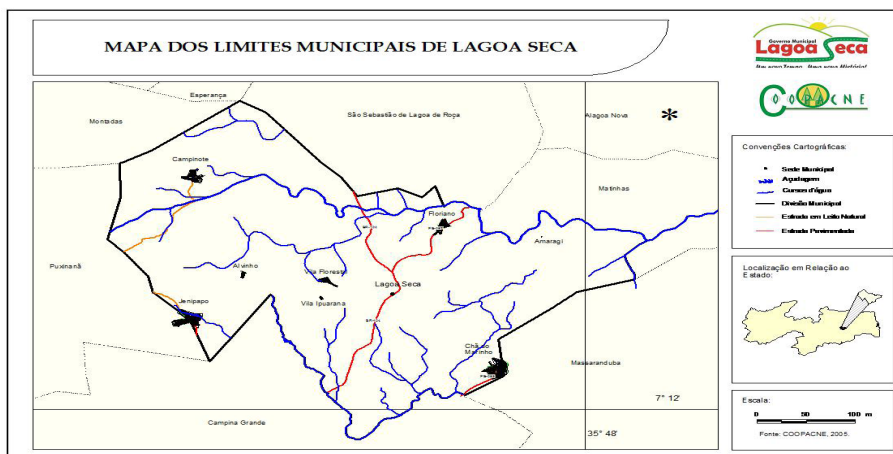 MAPA DOS LIMITES MUNICIPAIS DE LAGOA SECA
Governo Municipal
Lagoa Seca
COOPACNE
Esperança
Montadas
São Sebastião de Lagoa de Roça
Alagoa Nova
Campinote
Matinhas
Floriano
Amaragi
Puxinanã
Alvinho
Vila Florestal
Lagoa Seca
Vila Ipuarana
Jenipapo
Chã do
Marinho
Massaranduba
7° 12'
35° 48'
Campina Grande
Convenções Cartográficas:
Sede Municipal
Açudagem
Cursos d'água
Divisão Municipal
Estrada em Leito Natural
Estrada Pavimentada
Localização em Relação ao
Estado:
Escala:
0 50 100 m
Fonte: COOPACNE, 2005.